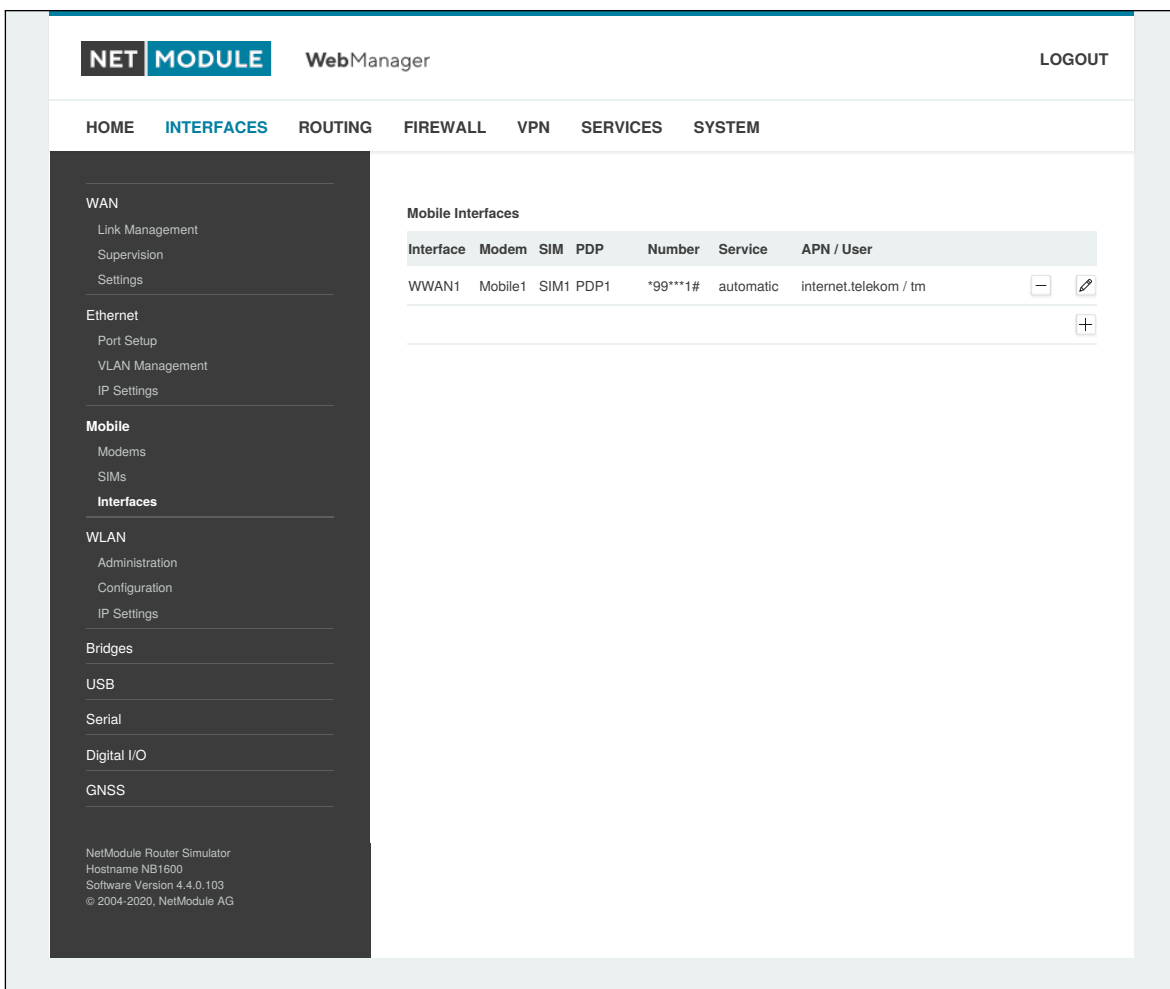 NET MODULE WebManager LOGOUT
HOME INTERFACES ROUTING FIREWALL VPN SERVICES SYSTEM
WAN
Link Management
Supervision
Settings
Ethernet
Port Setup
VLAN Management
IP Settings
Mobile
Modems
SIMs
Interfaces
WLAN
Administration
Configuration
IP Settings
Bridges
USB
Serial
Digital I/O
GNSS
NetModule Router Simulator
Hostname NB1600
Software Version 4.4.0.103
© 2004-2020, NetModule AG
Mobile Interfaces
Interface Modem SIM PDP Number Service APN / User
WWAN1 Mobile1 SIM1 PDP1 *99***1# automatic internet.telekom / tm